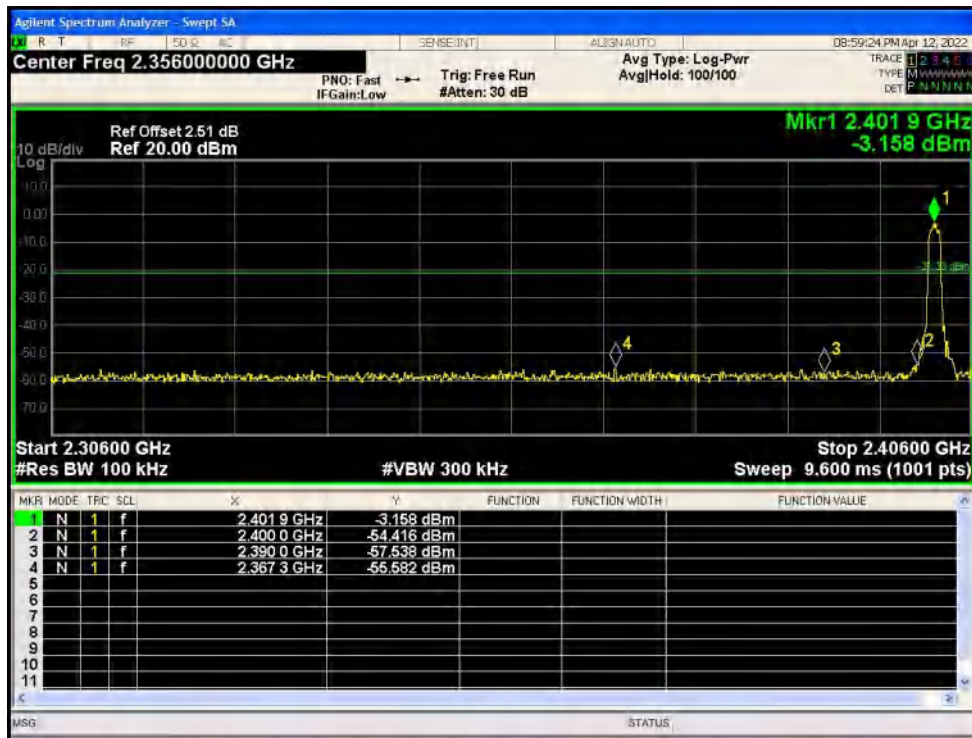 Agilent Spectrum Analyzer - Swept SA
R T RF 50 Ω AC SENSE:INT ALIGN AUTO 08:59:24 PM Apr 12, 2022
Center Freq 2.356000000 GHz
PNO: Fast
IFGain:Low
Trig: Free Run
#Atten: 30 dB
Avg Type: Log-Pwr
Avg|Hold: 100/100
TRACE 1 2 3 4 5 6
TYPE M
DET P N N N N N
Mkr1 2.401 9 GHz
-3.158 dBm
Ref Offset 2.51 dB
10 dB/div Ref 20.00 dBm
Log
10.0
0.00
-10.0
-20.0
-30.0
-40.0
-50.0
-60.0
-70.0
1
4
3
2
Start 2.30600 GHz Stop 2.40600 GHz
#Res BW 100 kHz #VBW 300 kHz Sweep 9.600 ms (1001 pts)
MKR MODE TRC SCL X Y FUNCTION FUNCTION WIDTH FUNCTION VALUE
1 N 1 f 2.401 9 GHz -3.158 dBm
2 N 1 f 2.400 0 GHz -54.416 dBm
3 N 1 f 2.390 0 GHz -57.538 dBm
4 N 1 f 2.367 3 GHz -55.582 dBm
5
6
7
8
9
10
11
MSG STATUS